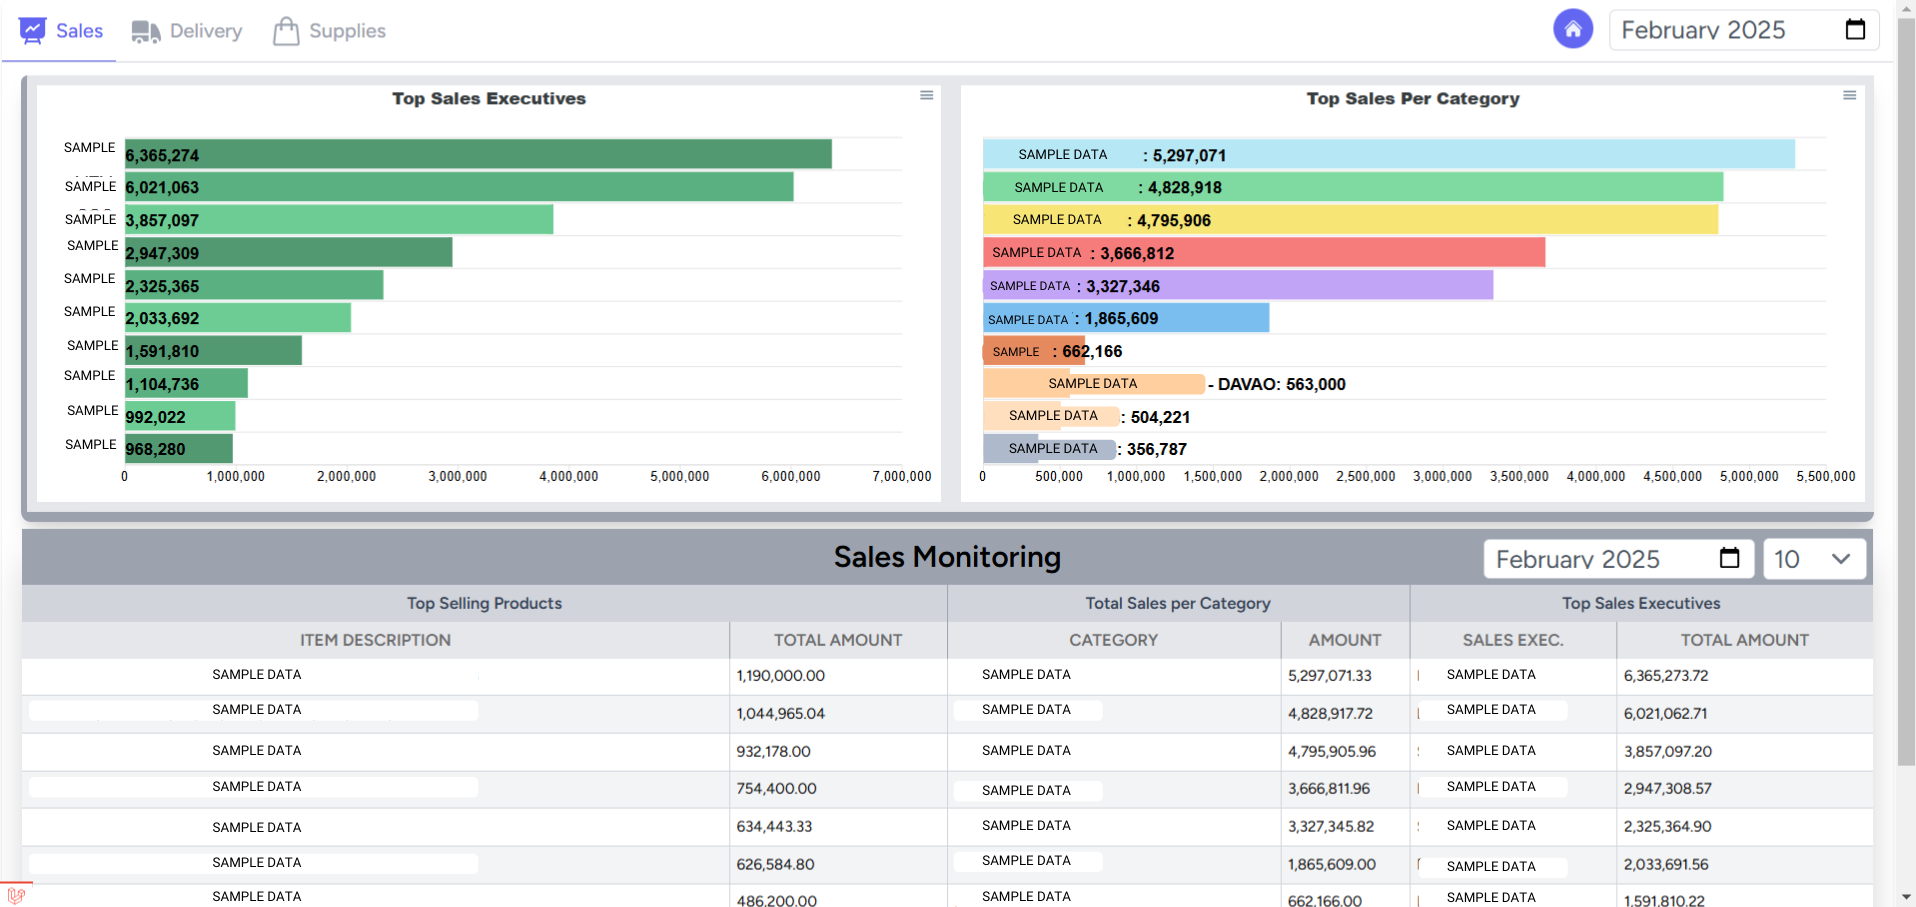 Sales Delivery Supplies February 2025
Top Sales Executives
SAMPLE 6,365,274
SAMPLE 6,021,063
SAMPLE 3,857,097
SAMPLE 2,947,309
SAMPLE 2,325,365
SAMPLE 2,033,692
SAMPLE 1,591,810
SAMPLE 1,104,736
SAMPLE 992,022
SAMPLE 968,280
0 1,000,000 2,000,000 3,000,000 4,000,000 5,000,000 6,000,000 7,000,000
Top Sales Per Category
SAMPLE DATA : 5,297,071
SAMPLE DATA : 4,828,918
SAMPLE DATA : 4,795,906
SAMPLE DATA : 3,666,812
SAMPLE DATA : 3,327,346
SAMPLE DATA : 1,865,609
SAMPLE : 662,166
SAMPLE DATA - DAVAO: 563,000
SAMPLE DATA : 504,221
SAMPLE DATA : 356,787
0 500,000 1,000,000 1,500,000 2,000,000 2,500,000 3,000,000 3,500,000 4,000,000 4,500,000 5,000,000 5,500,000
Sales Monitoring February 2025 10
Top Selling Products Total Sales per Category Top Sales Executives
ITEM DESCRIPTION TOTAL AMOUNT CATEGORY AMOUNT SALES EXEC. TOTAL AMOUNT
SAMPLE DATA 1,190,000.00 SAMPLE DATA 5,297,071.33 SAMPLE DATA 6,365,273.72
SAMPLE DATA 1,044,965.04 SAMPLE DATA 4,828,917.72 SAMPLE DATA 6,021,062.71
SAMPLE DATA 932,178.00 SAMPLE DATA 4,795,905.96 SAMPLE DATA 3,857,097.20
SAMPLE DATA 754,400.00 SAMPLE DATA 3,666,811.96 SAMPLE DATA 2,947,308.57
SAMPLE DATA 634,443.33 SAMPLE DATA 3,327,345.82 SAMPLE DATA 2,325,364.90
SAMPLE DATA 626,584.80 SAMPLE DATA 1,865,609.00 SAMPLE DATA 2,033,691.56
SAMPLE DATA 486,200.00 SAMPLE DATA 662,166.00 SAMPLE DATA 1,591,810.22